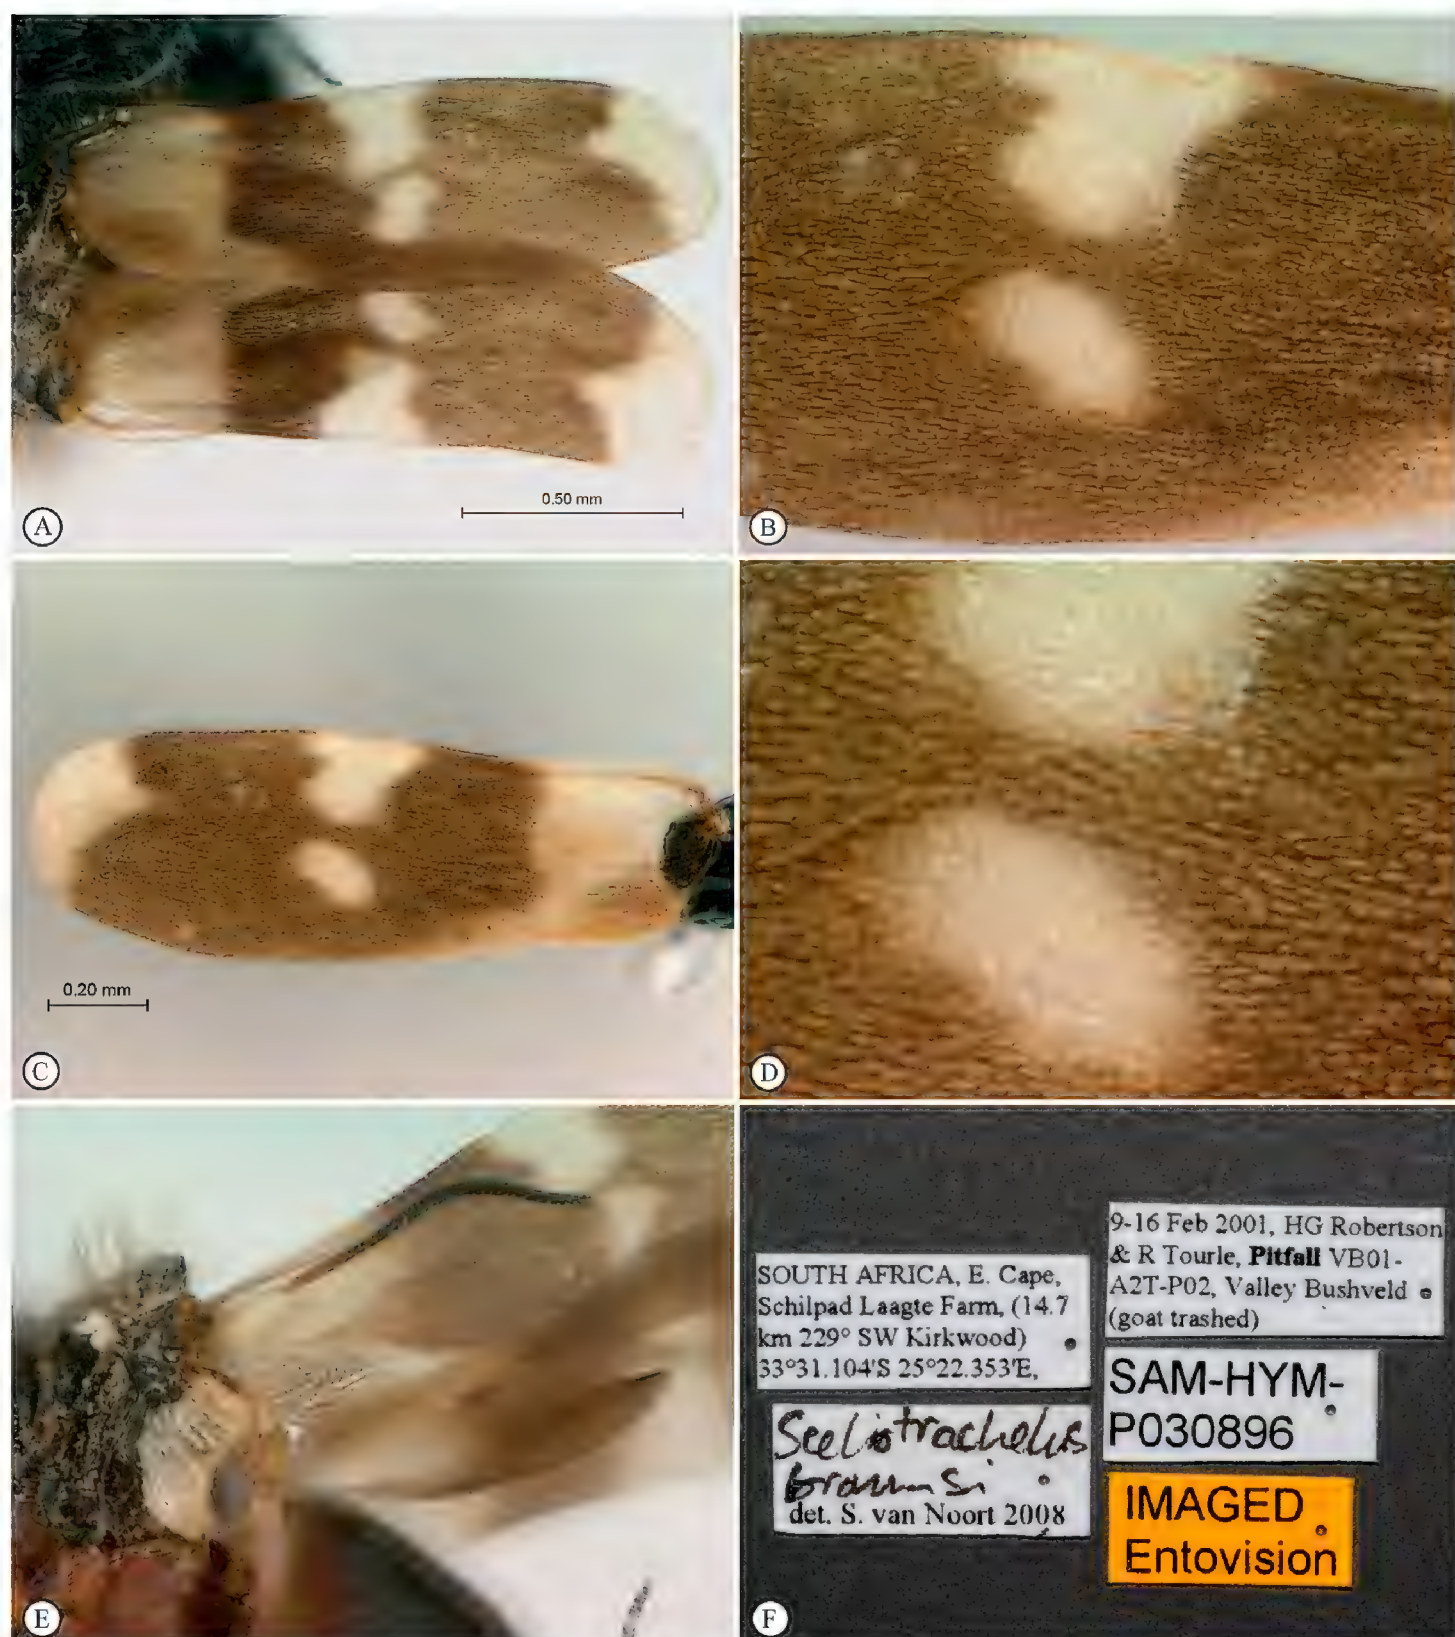 A
0.50 mm
B
C
0.20 mm
D
E
SOUTH AFRICA, E. Cape,
Schilpad Laagte Farm, (14.7
km 229° SW Kirkwood)
33°31.104'S 25°22.353'E,
Sceliotrachelus
braunsi
det. S. van Noort 2008
9-16 Feb 2001, HG Robertson
& R Tourle, Pitfall VB01-
A2T-P02, Valley Bushveld
(goat trashed)
SAM-HYM-
P030896
IMAGED
Entovision
F